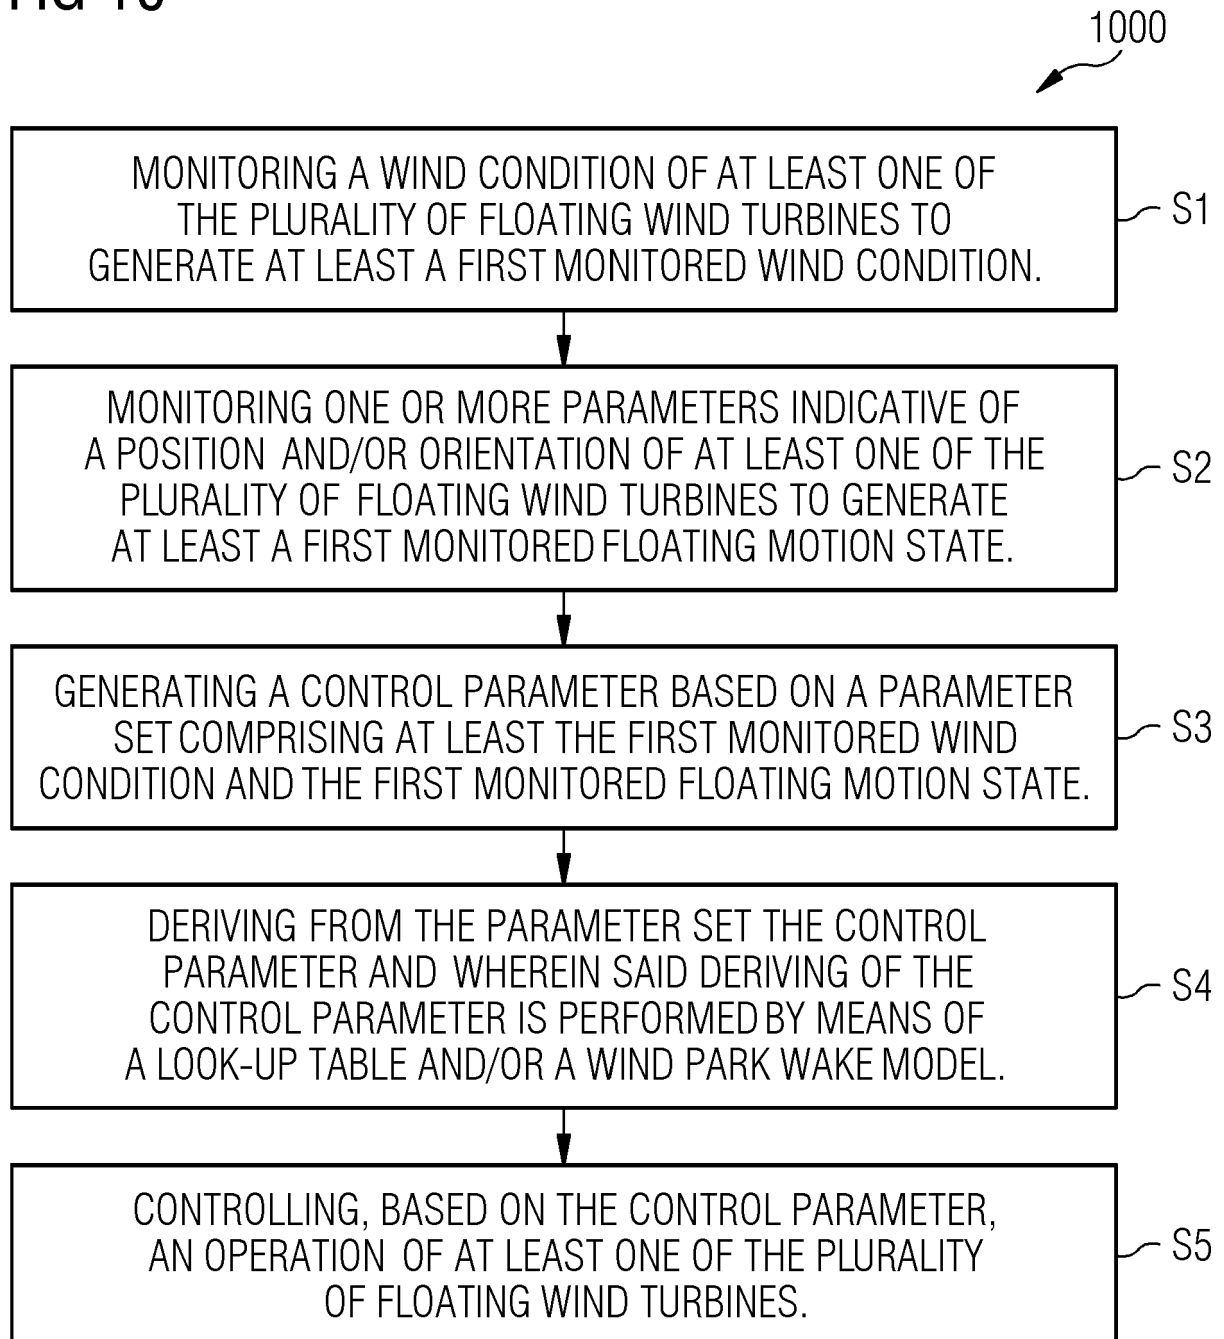 1000
MONITORING A WIND CONDITION OF AT LEAST ONE OF
THE PLURALITY OF FLOATING WIND TURBINES TO
GENERATE AT LEAST A FIRST MONITORED WIND CONDITION.
S1
MONITORING ONE OR MORE PARAMETERS INDICATIVE OF
A POSITION AND/OR ORIENTATION OF AT LEAST ONE OF THE
PLURALITY OF FLOATING WIND TURBINES TO GENERATE
AT LEAST A FIRST MONITORED FLOATING MOTION STATE.
S2
GENERATING A CONTROL PARAMETER BASED ON A PARAMETER
SET COMPRISING AT LEAST THE FIRST MONITORED WIND
CONDITION AND THE FIRST MONITORED FLOATING MOTION STATE.
S3
DERIVING FROM THE PARAMETER SET THE CONTROL
PARAMETER AND WHEREIN SAID DERIVING OF THE
CONTROL PARAMETER IS PERFORMED BY MEANS OF
A LOOK-UP TABLE AND/OR A WIND PARK WAKE MODEL.
S4
CONTROLLING, BASED ON THE CONTROL PARAMETER,
AN OPERATION OF AT LEAST ONE OF THE PLURALITY
OF FLOATING WIND TURBINES.
S5